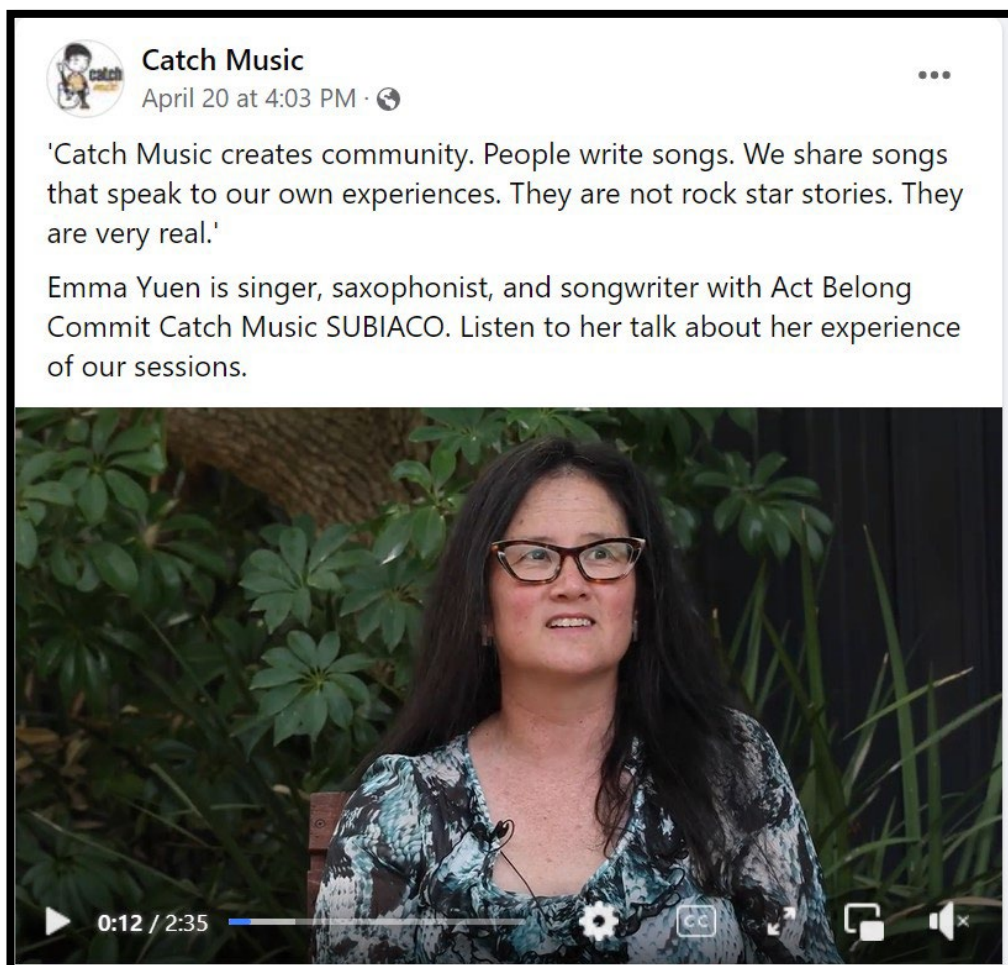 Catch Music
April 20 at 4:03 PM ·
catch
music
'Catch Music creates community. People write songs. We share songs
that speak to our own experiences. They are not rock star stories. They
are very real.'
Emma Yuen is singer, saxophonist, and songwriter with Act Belong
Commit Catch Music SUBIACO. Listen to her talk about her experience
of our sessions.
0:12 / 2:35
CC